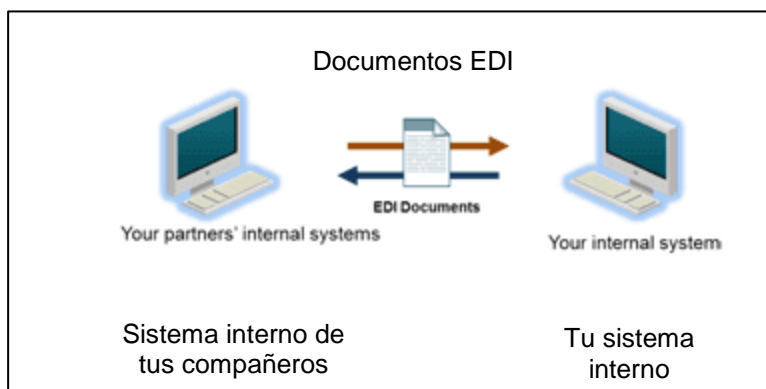 Documentos EDI
EDI Documents
Your partners' internal systems
Your internal system
Sistema interno de
tus compañeros
Tu sistema
interno